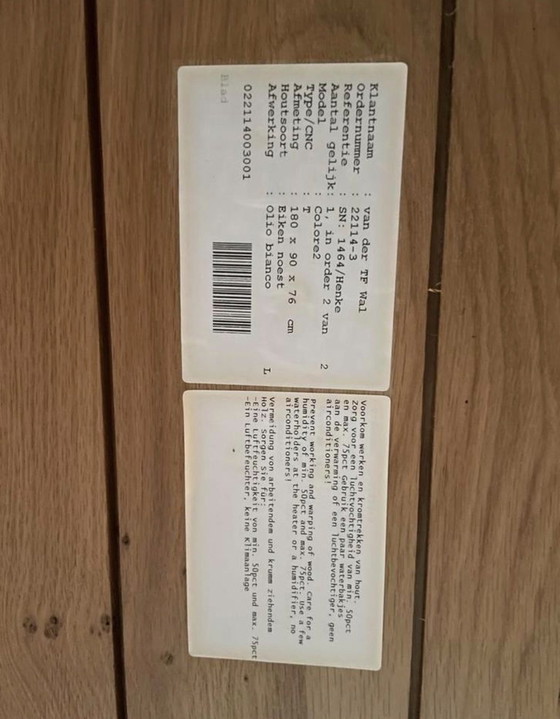 Klantnaam : van der TF Wal
Ordernummer : 22114-3
Referentie : SN: 1464/Henke
Aantal gelijk: 1, in order 2 van 2
Model : Colore2
Type/CNC : T
Afmeting : 180 x 90 x 76 cm
Houtsoort : Eiken noest
Afwerking : Olio bianco L
022114003001
Blad
Voorkom werken en kromtrekken van hout.
zorg voor een luchtvochtigheid van min. 50pct
en max. 75pct Gebruik een paar waterbakjes
aan de verwarming of een luchtbevochtiger, geen
airconditioners!
Prevent working and warping of wood. Care for a
humidity of min. 50pct and max. 75pct. Use a few
waterholders at the heater or a humidifier, no
airconditioners!
Vermeidung von arbeitendem und krumm ziehendem
Holz. Sorgen Sie für:
-Eine Luftfeuchtigkeit von min. 50pct und max. 75pct
-Ein Luftbefeuchter, keine Klimaanlage